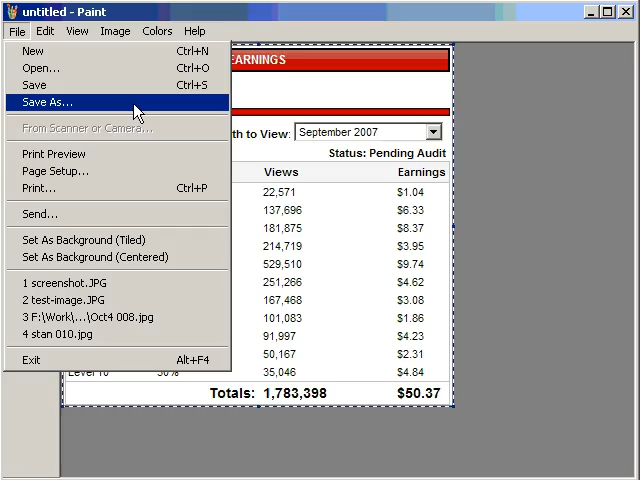 untitled - Paint
File Edit View Image Colors Help
New Ctrl+N
Open... Ctrl+O
Save Ctrl+S
Save As...
From Scanner or Camera...
Print Preview
Page Setup...
Print... Ctrl+P
Send...
Set As Background (Tiled)
Set As Background (Centered)
1 screenshot.JPG
2 test-image.JPG
3 F:\Work\...\Oct4 008.jpg
4 stan 010.jpg
Exit Alt+F4
EARNINGS
th to View: September 2007
Status: Pending Audit
Views Earnings
22,571 $1.04
137,696 $6.33
181,875 $8.37
214,719 $3.95
529,510 $9.74
251,266 $4.62
167,468 $3.08
101,083 $1.86
91,997 $4.23
50,167 $2.31
Level 10 30% 35,046 $4.84
Totals: 1,783,398 $50.37